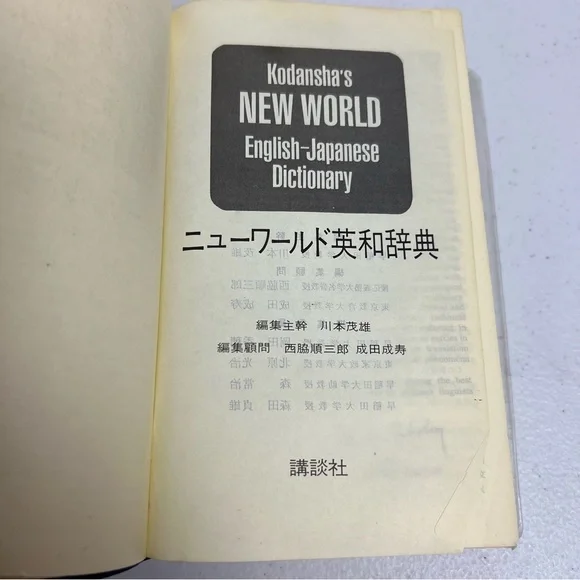 Kodansha's
NEW WORLD
English-Japanese
Dictionary
ニューワールド英和辞典
編集主幹 川本茂雄
編集顧問 西脇順三郎 成田成寿
講談社